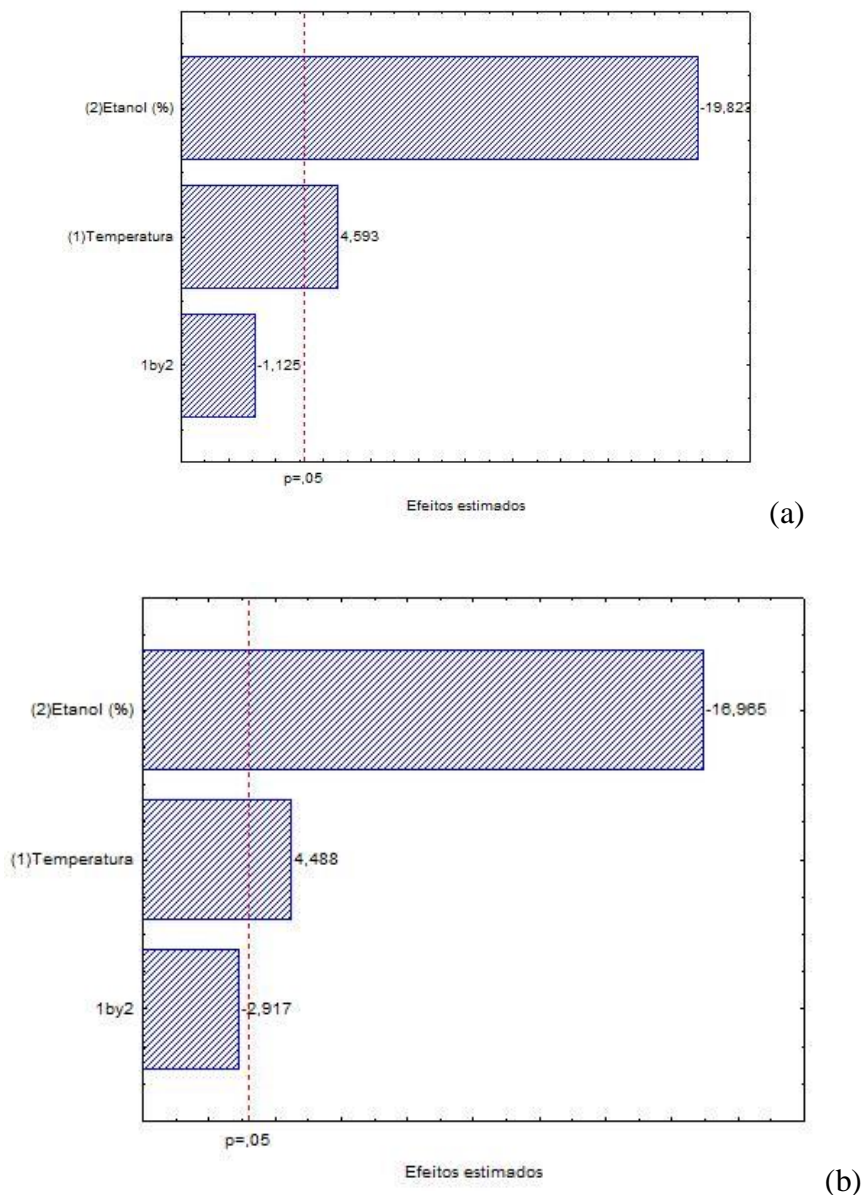 (2)Etanol (%)
-19,823
(1)Temperatura
4,593
1by2
-1,125
p=,05
Efeitos estimados
(a)
(2)Etanol (%)
-16,965
(1)Temperatura
4,488
1by2
-2,917
p=,05
Efeitos estimados
(b)